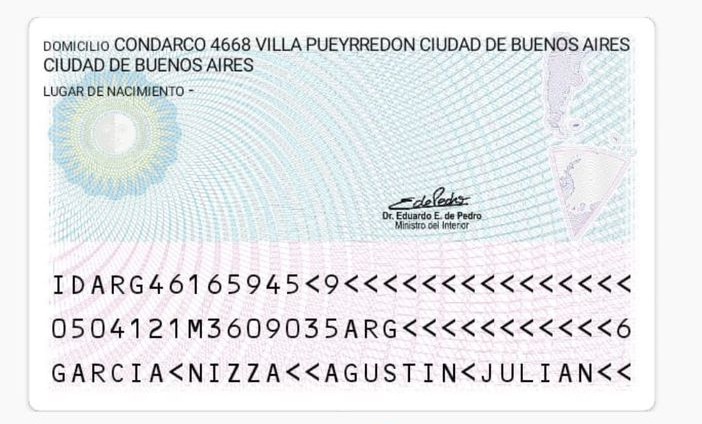 DOMICILIO CONDARCO 4668 VILLA PUEYRREDON CIUDAD DE BUENOS AIRES
CIUDAD DE BUENOS AIRES
LUGAR DE NACIMIENTO -
Dr. Eduardo E. de Pedro
Ministro del Interior
IDARG46165945<9<<<<<<<<<<<<<<<
0504121M3609035ARG<<<<<<<<<<<6
GARCIA<NIZZA<<AGUSTIN<JULIAN<<